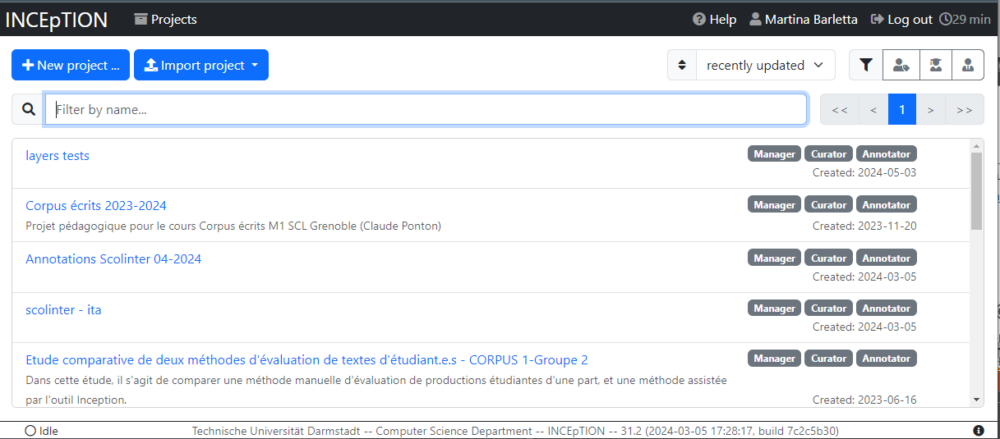 INCEpTION Projects Help Martina Barletta Log out 29 min
New project ... Import project recently updated
Filter by name... << < 1 > >>
layers tests Manager Curator Annotator
Created: 2024-05-03
Corpus écrits 2023-2024 Manager Curator Annotator
Projet pédagogique pour le cours Corpus écrits M1 SCL Grenoble (Claude Ponton) Created: 2023-11-20
Annotations Scolinter 04-2024 Manager Curator Annotator
Created: 2024-03-05
scolinter - ita Manager Curator Annotator
Created: 2024-03-05
Etude comparative de deux méthodes d'évaluation de textes d'étudiant.e.s - CORPUS 1-Groupe 2 Manager Curator Annotator
Dans cette étude, il s'agit de comparer une méthode manuelle d'évaluation de productions étudiantes d'une part, et une méthode assistée
par l'outil Inception. Created: 2023-06-16
Idle Technische Universität Darmstadt -- Computer Science Department -- INCEpTION -- 31.2 (2024-03-05 17:28:17, build 7c2c5b30)